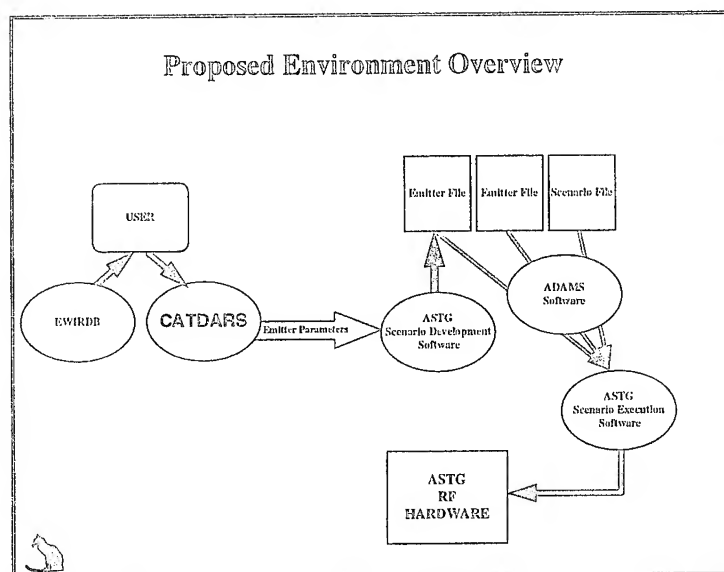 Proposed Environment Overview
Emitter File
Emitter File
Scenario File
USER
EWIRDB
CATDARS
Emitter Parameters
ASTG
Scenario Development
Software
ADAMS
Software
ASTG
Scenario Execution
Software
ASTG
RF
HARDWARE